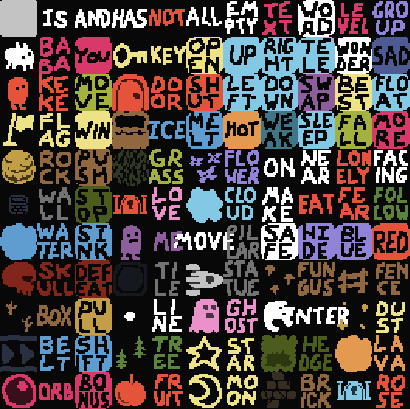 IS AND HAS NOT ALL EMPTY TEXT WORD LEVEL GROUP
BABA YOU KEY OPEN UP RIGHT TELE WONDER SAD
KEKE MOVE DOOR SHUT LEFT DOWN SWAP BEST FLOAT
FLAG WIN ICE MELT HOT WEAK SLEEP FALL MORE
ROCK PUSH GRASS FLOWER ON NEAR LONELY FACING
WALL STOP LOVE CLOUD MAKE EAT FEAR FOLLOW
WATER SINK ME MOVE PILLAR SAFE HIDE BLUE RED
SKULL DEFEAT TILE STATUE FUNGUS FENCE
BOX PULL LINE GHOST ENTER DUST
BELT SHIFT TREE STAR HEDGE LAVA
ORB BONUS FRUIT MOON BRICK ROSE